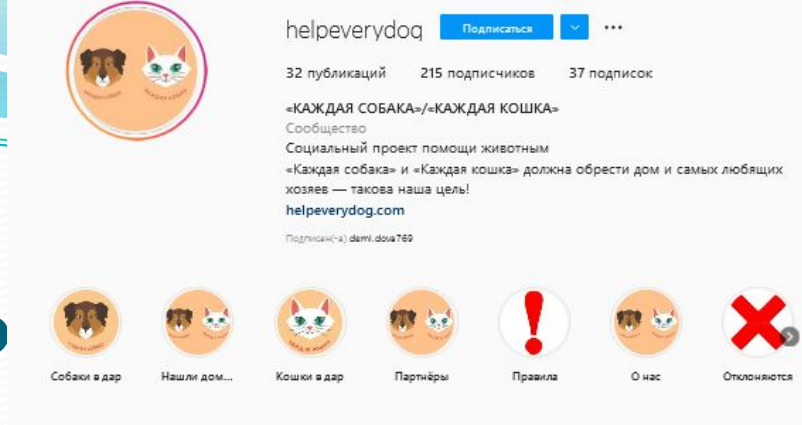 helpeverydog
Подписаться
32 публикаций 215 подписчиков 37 подписок
«КАЖДАЯ СОБАКА»/«КАЖДАЯ КОШКА»
Сообщество
Социальный проект помощи животным
«Каждая собака» и «Каждая кошка» должна обрести дом и самых любящих
хозяев — такова наша цель!
helpeverydog.com
Подписан(-а) demi.dova769
Собаки в дар Нашли дом... Кошки в дар Партнёры Правила О нас Отклоняются